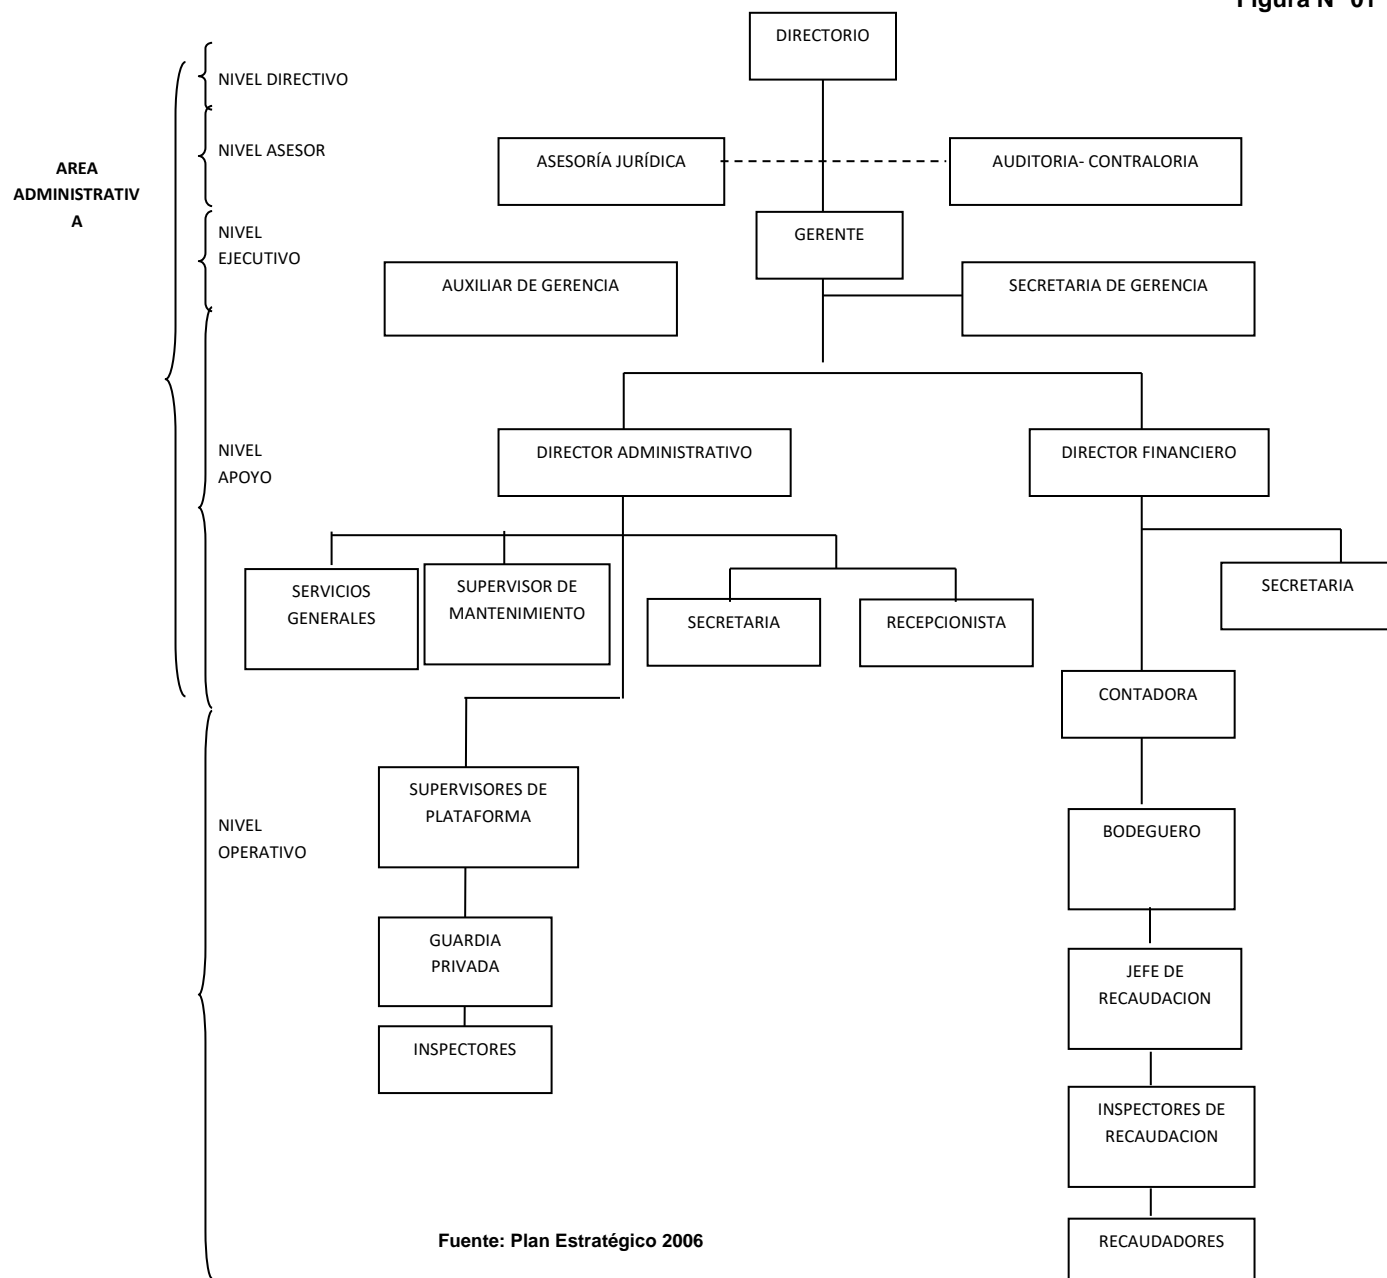 Figura N° 01
DIRECTORIO
NIVEL DIRECTIVO
AREA
ADMINISTRATIV
A
NIVEL ASESOR
ASESORÍA JURÍDICA
AUDITORIA- CONTRALORIA
NIVEL
EJECUTIVO
GERENTE
AUXILIAR DE GERENCIA
SECRETARIA DE GERENCIA
NIVEL
APOYO
DIRECTOR ADMINISTRATIVO
DIRECTOR FINANCIERO
SERVICIOS
GENERALES
SUPERVISOR DE
MANTENIMIENTO
SECRETARIA
RECEPCIONISTA
SECRETARIA
CONTADORA
NIVEL
OPERATIVO
SUPERVISORES DE
PLATAFORMA
BODEGUERO
GUARDIA
PRIVADA
JEFE DE
RECAUDACION
INSPECTORES
INSPECTORES DE
RECAUDACION
RECAUDADORES
Fuente: Plan Estratégico 2006